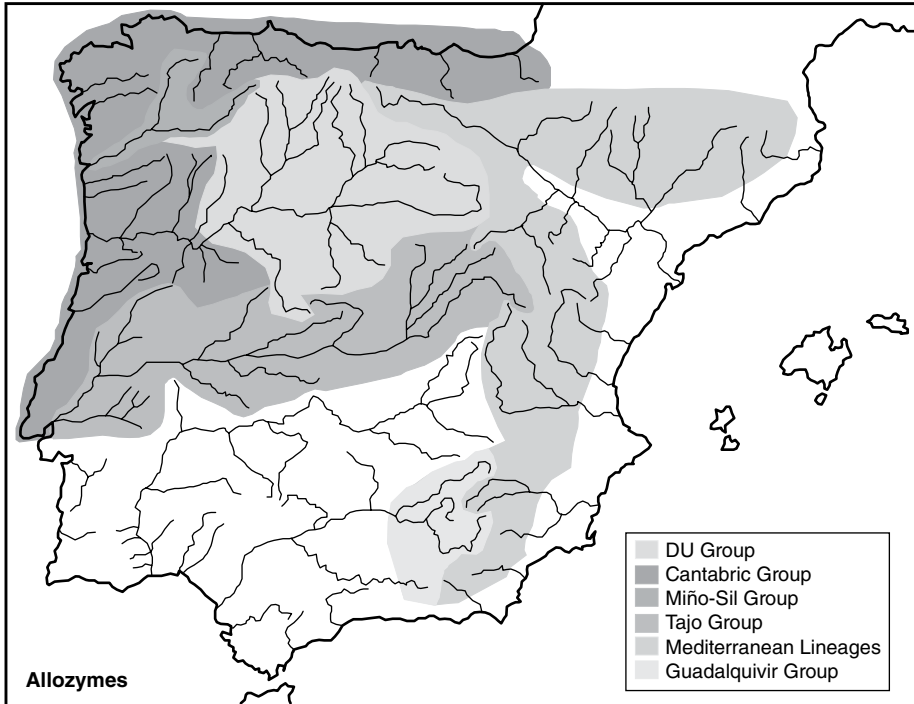 DU Group
Cantabric Group
Miño-Sil Group
Tajo Group
Mediterranean Lineages
Guadalquivir Group
Allozymes